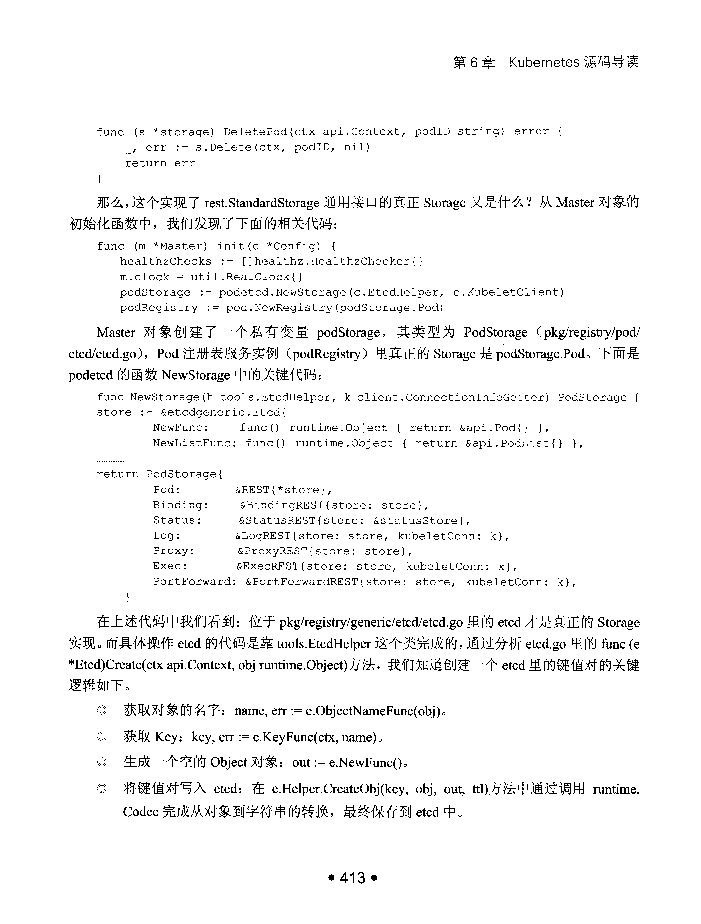 第 6 章 Kubernetes 源码导读
func (s *storage) DeletePod(ctx api.Context, podID string) error {
_, err := s.Delete(ctx, podID, nil)
return err
}
那么，这个实现了 rest.StandardStorage 通用接口的真正 Storage 又是什么？从 Master 对象的
初始化函数中，我们发现了下面的相关代码：
func (m *Master) init(c *Config) {
healthzChecks := []healthz.HealthzChecker{}
m.clock = util.RealClock{}
podStorage := podetcd.NewStorage(c.EtcdHelper, c.KubeletClient)
podRegistry := pod.NewRegistry(podStorage.Pod)
Master 对象创建了一个私有变量 podStorage，其类型为 PodStorage（pkg/registry/pod/
etcd/etcd.go），Pod 注册表服务实例（podRegistry）里真正的 Storage 是 podStorage.Pod。下面是
podetcd 的函数 NewStorage 中的关键代码：
func NewStorage(h tools.EtcdHelper, k client.ConnectionInfoGetter) PodStorage {
store := &etcdgeneric.Etcd{
NewFunc: func() runtime.Object { return &api.Pod{} },
NewListFunc: func() runtime.Object { return &api.PodList{} },
…………
return PodStorage{
Pod: &REST{*store},
Binding: &BindingREST{store: store},
Status: &StatusREST{store: &statusStore},
Log: &LogREST{store: store, kubeletConn: k},
Proxy: &ProxyREST{store: store},
Exec: &ExecREST{store: store, kubeletConn: k},
PortForward: &PortForwardREST{store: store, kubeletConn: k},
}
在上述代码中我们看到：位于 pkg/registry/generic/etcd/etcd.go 里的 etcd 才是真正的 Storage
实现。而具体操作 etcd 的代码是靠 tools.EtcdHelper 这个类完成的，通过分析 etcd.go 里的 func (e
*Etcd)Create(ctx api.Context, obj runtime.Object)方法，我们知道创建一个 etcd 里的键值对的关键
逻辑如下。
◎ 获取对象的名字：name, err := e.ObjectNameFunc(obj)。
◎ 获取 Key：key, err := e.KeyFunc(ctx, name)。
◎ 生成一个空的 Object 对象：out := e.NewFunc()。
◎ 将键值对写入 etcd：在 e.Helper.CreateObj(key, obj, out, ttl)方法中通过调用 runtime.
Codec 完成从对象到字符串的转换，最终保存到 etcd 中。
• 413 •